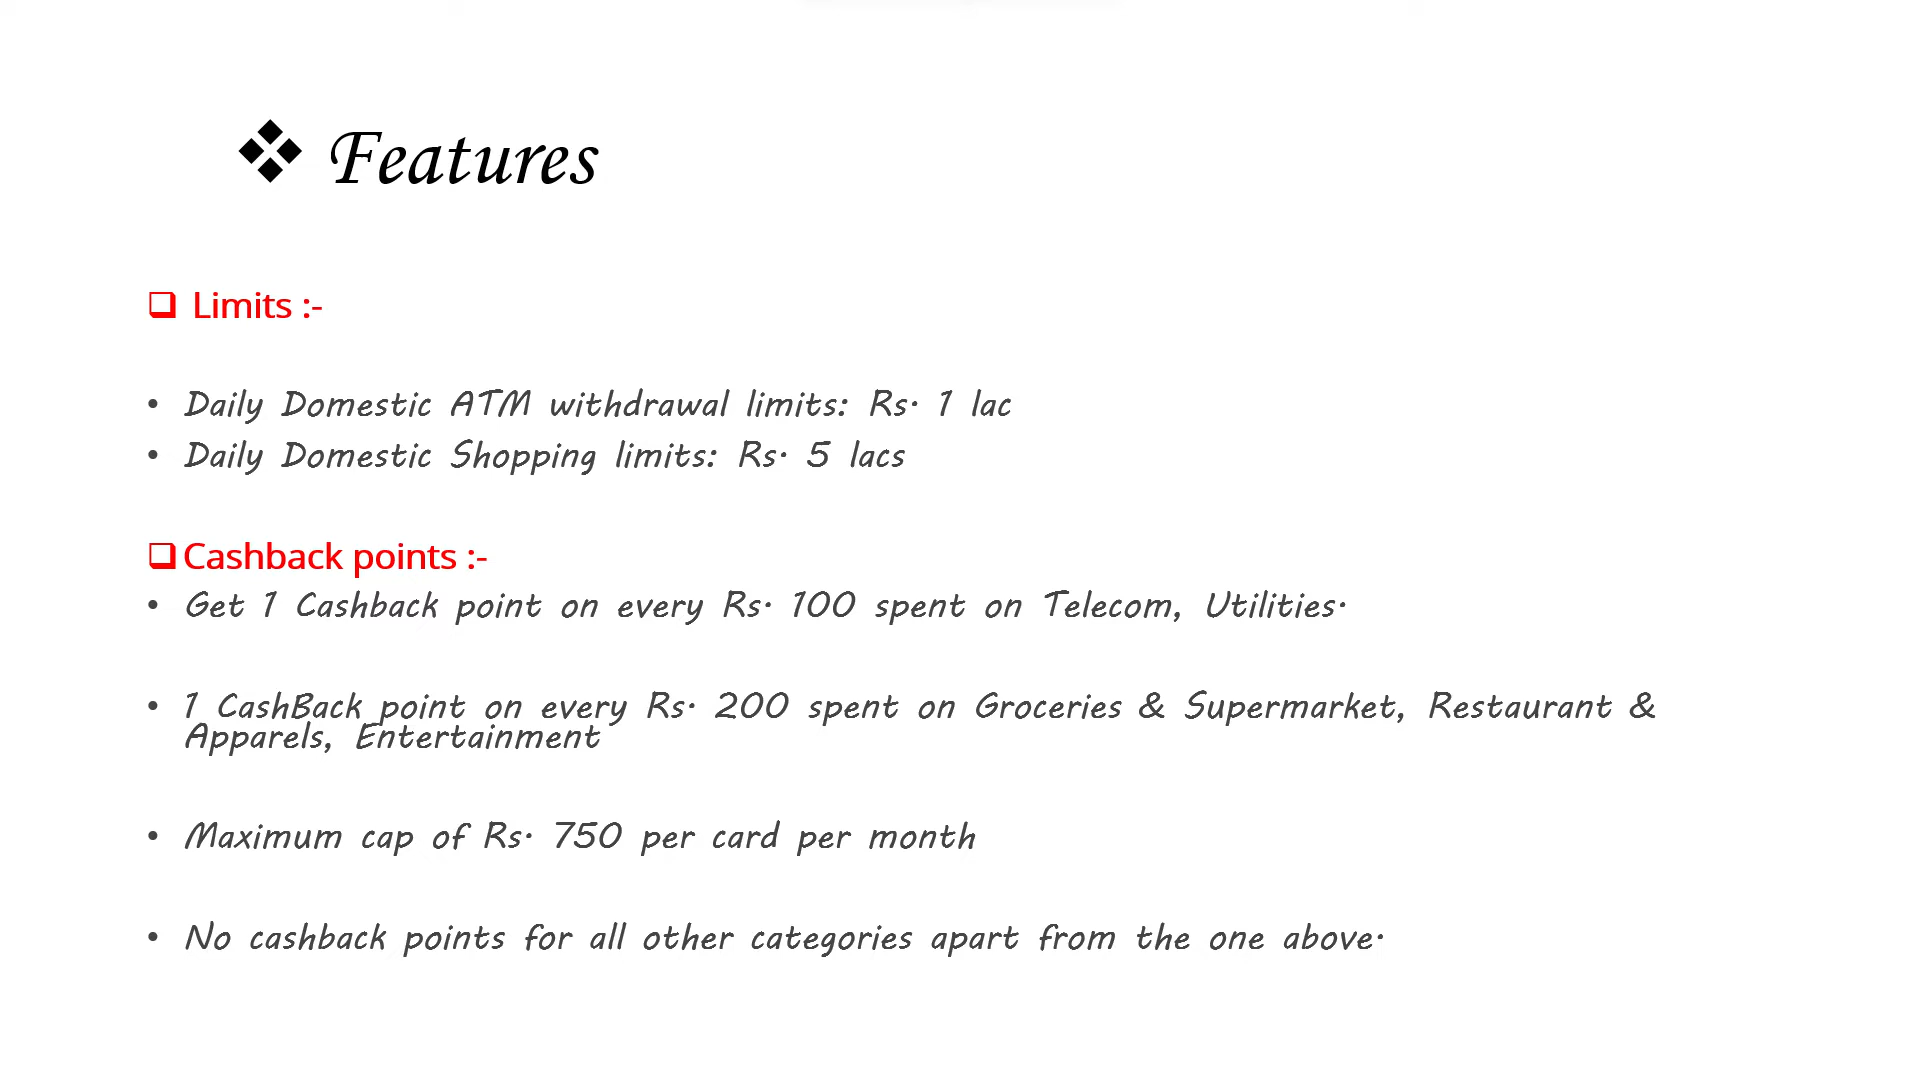 ❖ Features
❑ Limits :-
• Daily Domestic ATM withdrawal limits: Rs. 1 lac
• Daily Domestic Shopping limits: Rs. 5 lacs
❑ Cashback points :-
• Get 1 Cashback point on every Rs. 100 spent on Telecom, Utilities.
• 1 CashBack point on every Rs. 200 spent on Groceries & Supermarket, Restaurant &
Apparels, Entertainment
• Maximum cap of Rs. 750 per card per month
• No cashback points for all other categories apart from the one above.